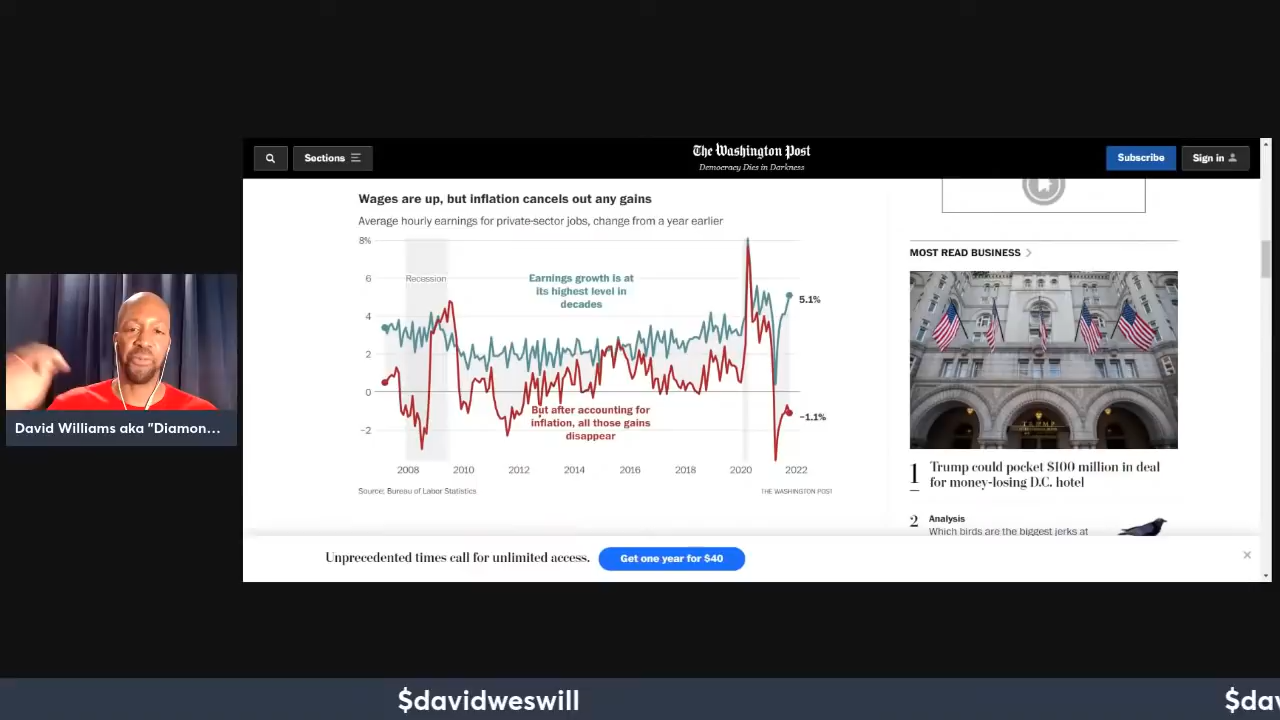 Sections
The Washington Post
Democracy Dies in Darkness
Subscribe
Sign in
Wages are up, but inflation cancels out any gains
Average hourly earnings for private-sector jobs, change from a year earlier
8%
6
4
2
0
−2
Recession
Earnings growth is at
its highest level in
decades
5.1%
But after accounting for
inflation, all those gains
disappear
−1.1%
2008 2010 2012 2014 2016 2018 2020 2022
Source: Bureau of Labor Statistics
THE WASHINGTON POST
MOST READ BUSINESS
TRUMP
1 Trump could pocket $100 million in deal
for money-losing D.C. hotel
2 Analysis
Which birds are the biggest jerks at
Unprecedented times call for unlimited access.
Get one year for $40
David Williams aka "Diamon...
$davidweswill
$dav